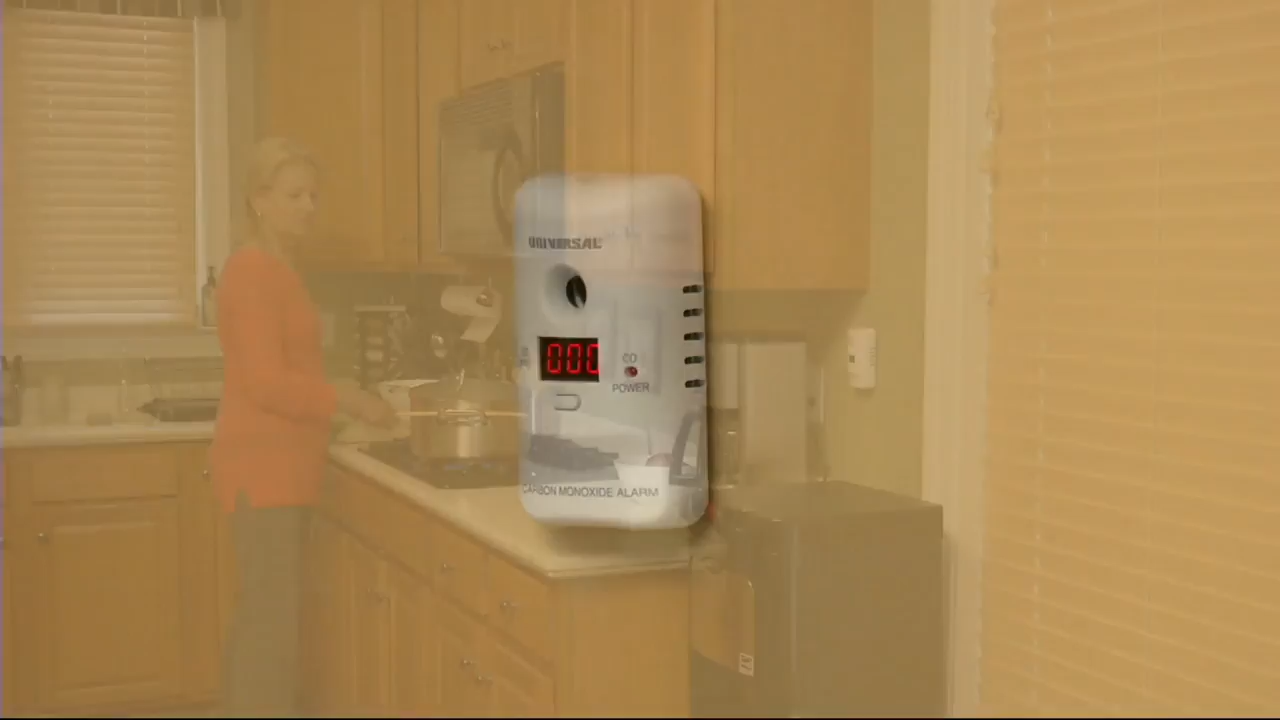 UNIVERSAL
000
CO
POWER
CARBON MONOXIDE ALARM